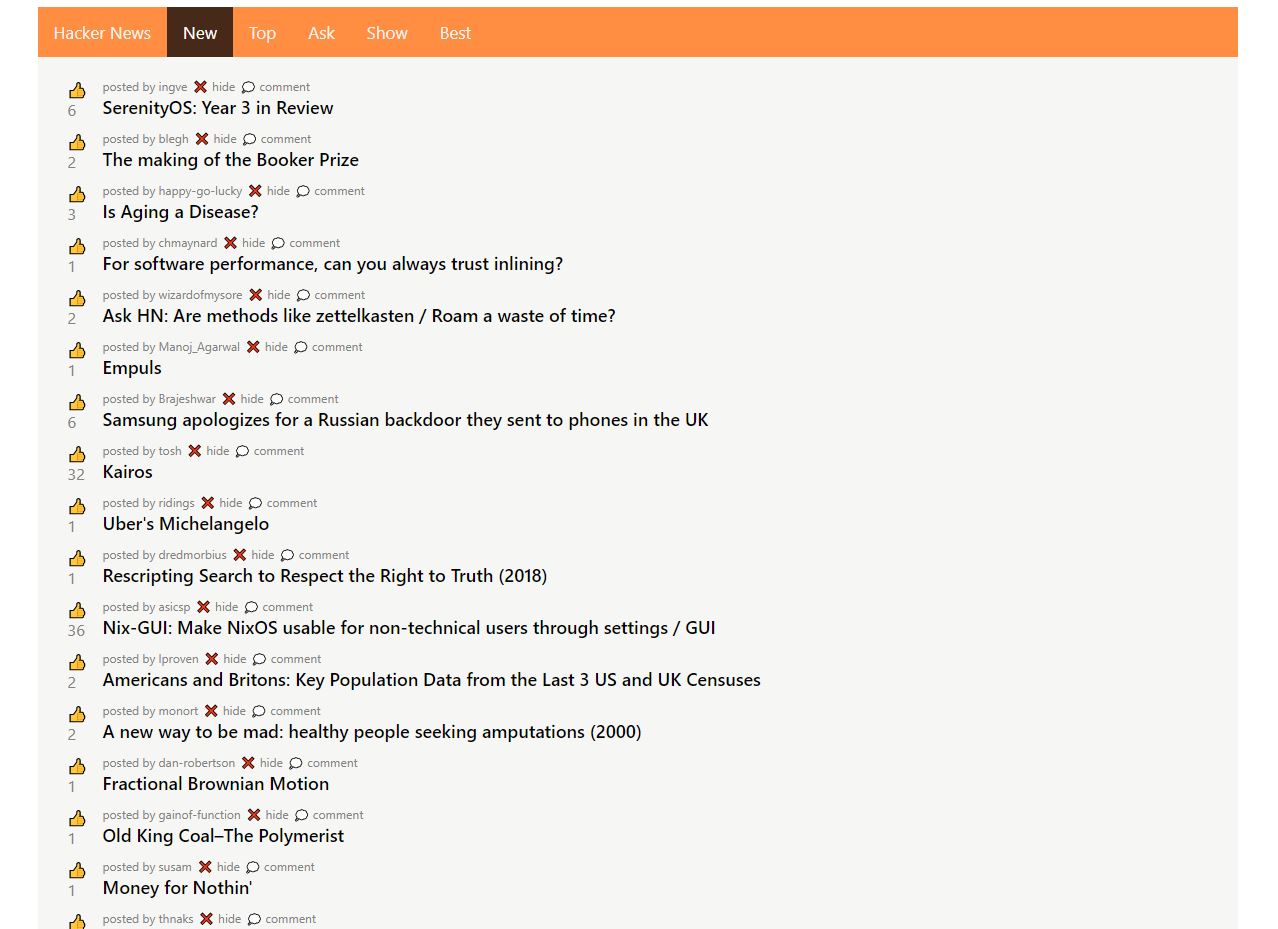 Hacker News New Top Ask Show Best
posted by ingve hide comment
6 SerenityOS: Year 3 in Review
posted by blegh hide comment
2 The making of the Booker Prize
posted by happy-go-lucky hide comment
3 Is Aging a Disease?
posted by chmaynard hide comment
1 For software performance, can you always trust inlining?
posted by wizardofmysore hide comment
2 Ask HN: Are methods like zettelkasten / Roam a waste of time?
posted by Manoj_Agarwal hide comment
1 Empuls
posted by Brajeshwar hide comment
6 Samsung apologizes for a Russian backdoor they sent to phones in the UK
posted by tosh hide comment
32 Kairos
posted by ridings hide comment
1 Uber's Michelangelo
posted by dredmorbius hide comment
1 Rescripting Search to Respect the Right to Truth (2018)
posted by asicsp hide comment
36 Nix-GUI: Make NixOS usable for non-technical users through settings / GUI
posted by lproven hide comment
2 Americans and Britons: Key Population Data from the Last 3 US and UK Censuses
posted by monort hide comment
2 A new way to be mad: healthy people seeking amputations (2000)
posted by dan-robertson hide comment
1 Fractional Brownian Motion
posted by gainof-function hide comment
1 Old King Coal–The Polymerist
posted by susam hide comment
1 Money for Nothin'
posted by thnaks hide comment